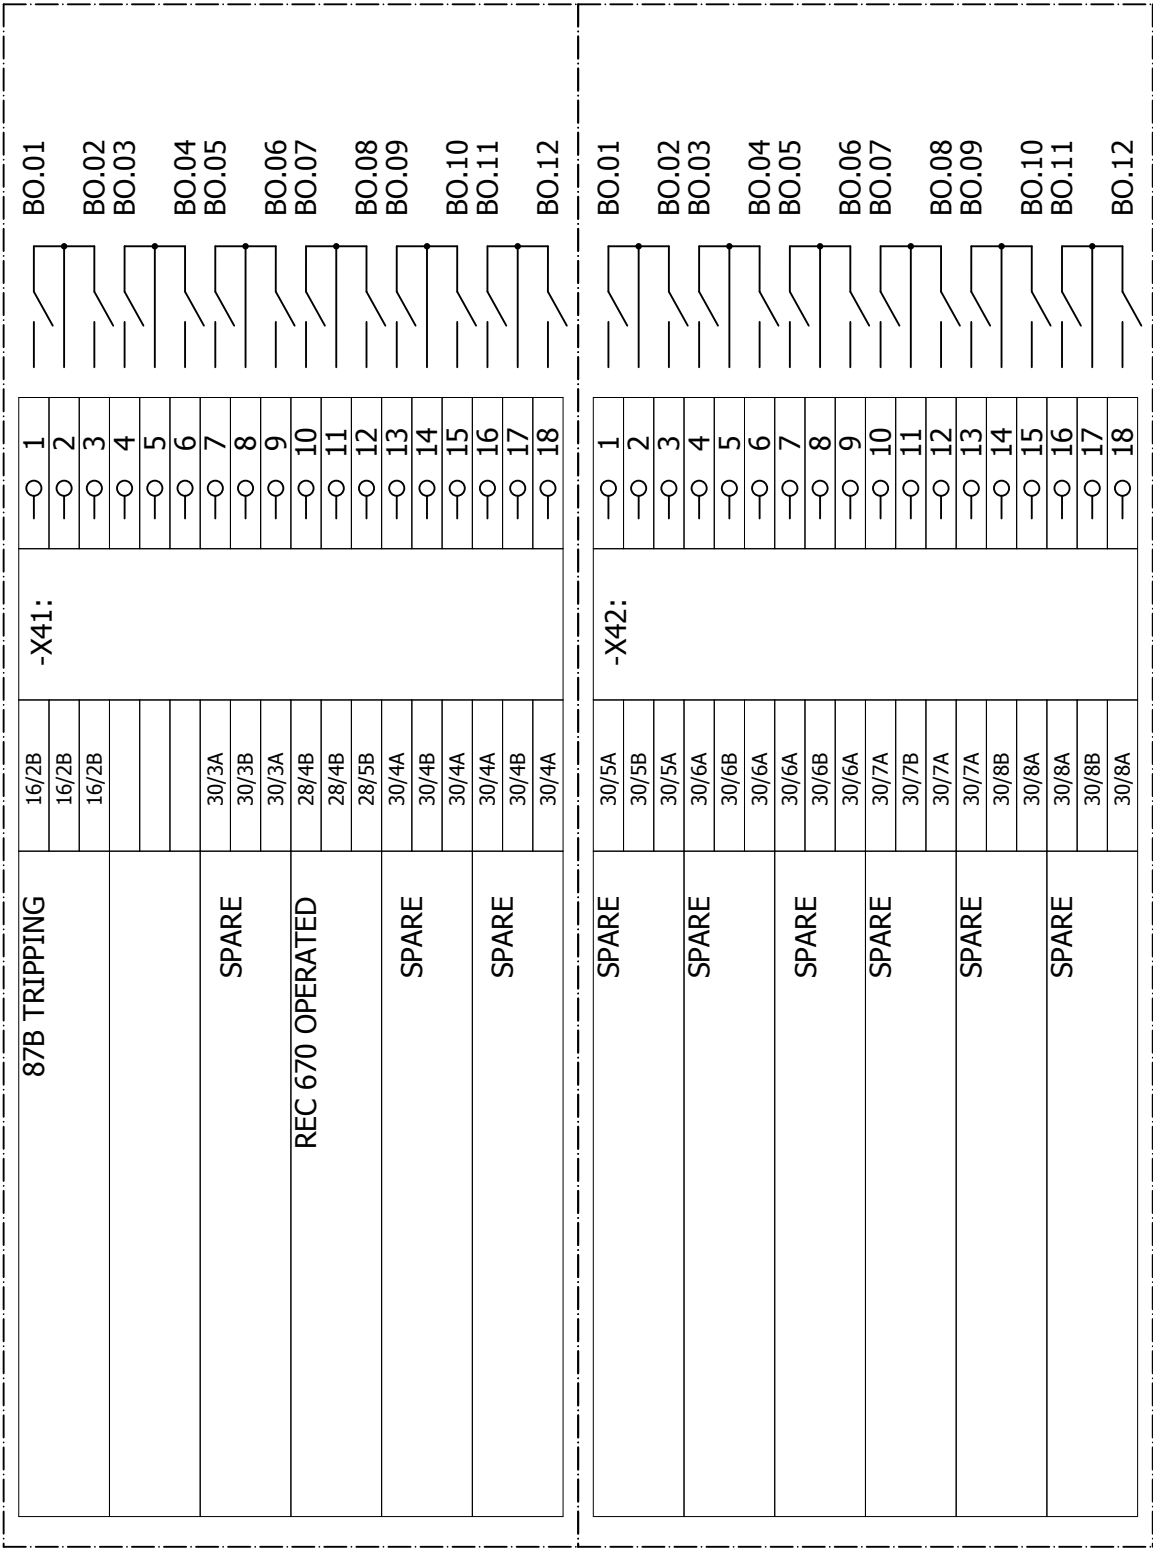 BO.01
BO.02
BO.03
BO.04
BO.05
BO.06
BO.07
BO.08
BO.09
BO.10
BO.11
BO.12
1
2
3
4
5
6
7
8
9
10
11
12
13
14
15
16
17
18
-X41:
16/2B
16/2B
16/2B
30/3A
30/3B
30/3A
28/4B
28/4B
28/5B
30/4A
30/4B
30/4A
30/4A
30/4B
30/4A
87B TRIPPING
SPARE
REC 670 OPERATED
SPARE
SPARE
BO.01
BO.02
BO.03
BO.04
BO.05
BO.06
BO.07
BO.08
BO.09
BO.10
BO.11
BO.12
1
2
3
4
5
6
7
8
9
10
11
12
13
14
15
16
17
18
-X42:
30/5A
30/5B
30/5A
30/6A
30/6B
30/6A
30/6A
30/6B
30/6A
30/7A
30/7B
30/7A
30/7A
30/8B
30/8A
30/8A
30/8B
30/8A
SPARE
SPARE
SPARE
SPARE
SPARE
SPARE